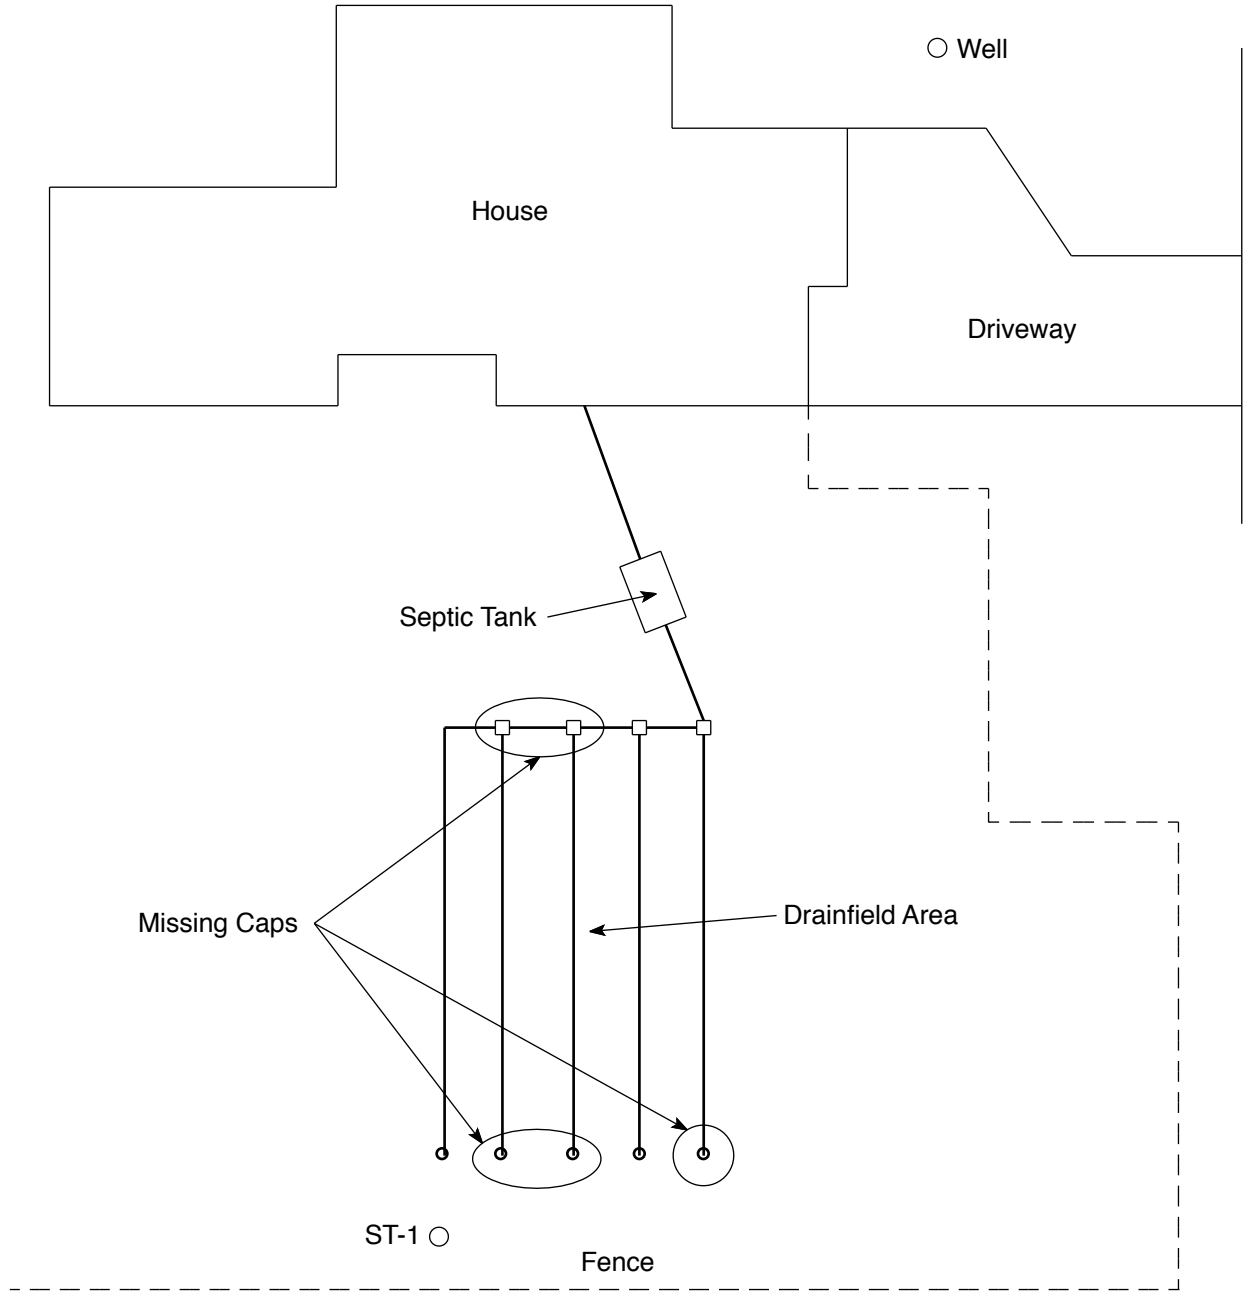 Well
House
Driveway
Septic Tank
Missing Caps
Drainfield Area
ST-1
Fence